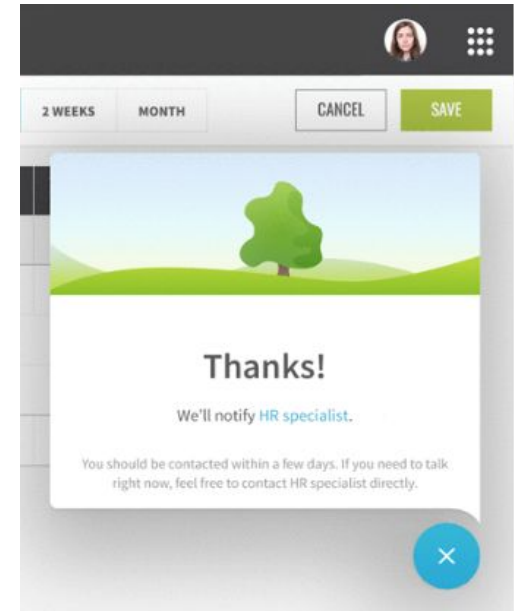 2 WEEKS
MONTH
CANCEL
SAVE
Thanks!
We'll notify HR specialist.
You should be contacted within a few days. If you need to talk
right now, feel free to contact HR specialist directly.